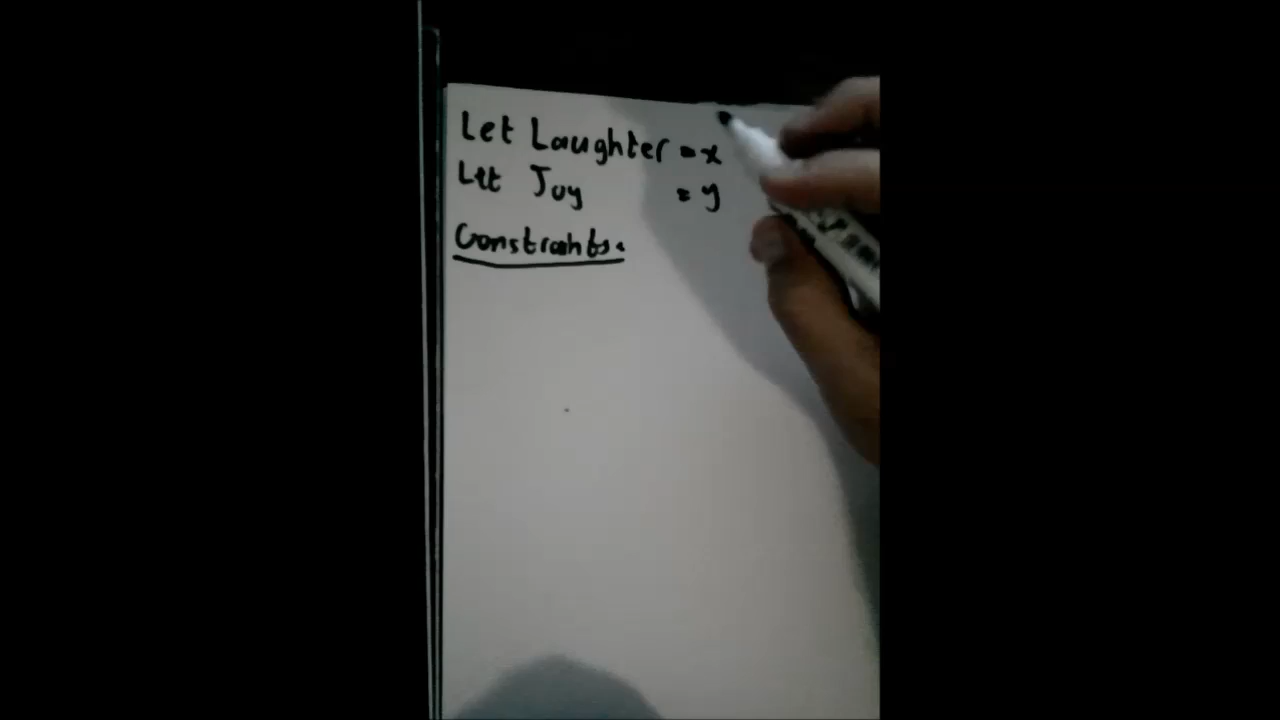 Let Laughter = x
Let Joy = y
Constraints.